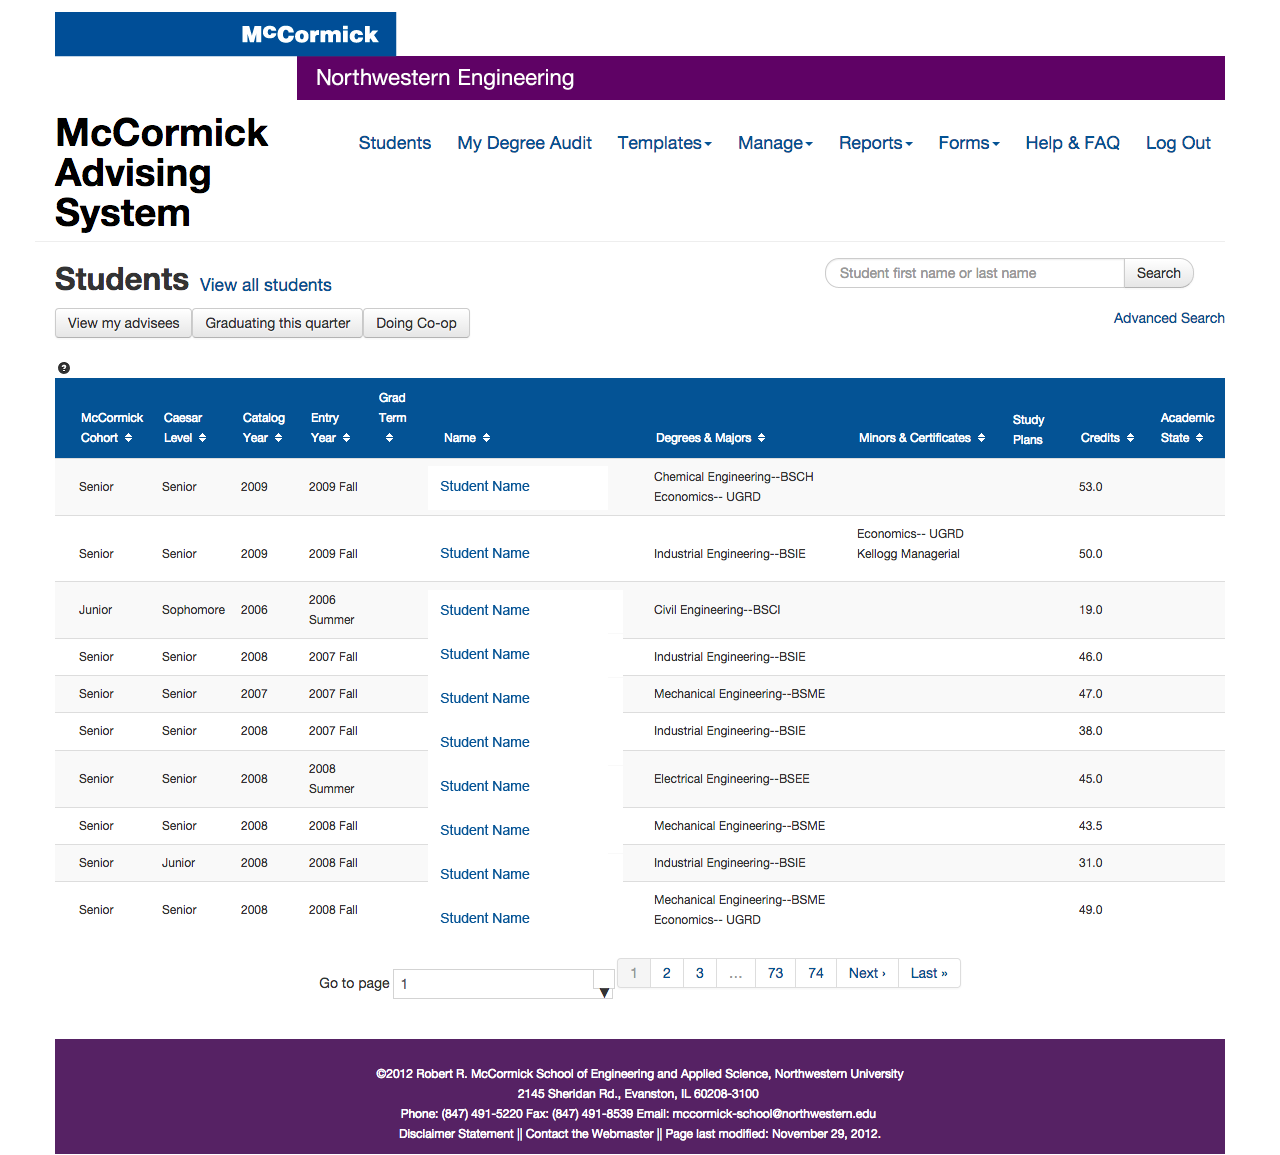 McCormick
Northwestern Engineering
McCormick
Advising
System
Students My Degree Audit Templates Manage Reports Forms Help & FAQ Log Out
Students View all students
Student first name or last name Search
View my advisees Graduating this quarter Doing Co-op
Advanced Search
?
McCormick Cohort Caesar Level Catalog Year Entry Year Grad Term Name Degrees & Majors Minors & Certificates Study Plans Credits Academic State
Senior Senior 2009 2009 Fall Student Name Chemical Engineering--BSCH Economics-- UGRD 53.0
Senior Senior 2009 2009 Fall Student Name Industrial Engineering--BSIE Economics-- UGRD Kellogg Managerial 50.0
Junior Sophomore 2006 2006 Summer Student Name Civil Engineering--BSCI 19.0
Senior Senior 2008 2007 Fall Student Name Industrial Engineering--BSIE 46.0
Senior Senior 2007 2007 Fall Student Name Mechanical Engineering--BSME 47.0
Senior Senior 2008 2007 Fall Student Name Industrial Engineering--BSIE 38.0
Senior Senior 2008 2008 Summer Student Name Electrical Engineering--BSEE 45.0
Senior Senior 2008 2008 Fall Student Name Mechanical Engineering--BSME 43.5
Senior Junior 2008 2008 Fall Student Name Industrial Engineering--BSIE 31.0
Senior Senior 2008 2008 Fall Student Name Mechanical Engineering--BSME Economics-- UGRD 49.0
Go to page 1 1 2 3 … 73 74 Next › Last »
©2012 Robert R. McCormick School of Engineering and Applied Science, Northwestern University
2145 Sheridan Rd., Evanston, IL 60208-3100
Phone: (847) 491-5220 Fax: (847) 491-8539 Email: mccormick-school@northwestern.edu
Disclaimer Statement || Contact the Webmaster || Page last modified: November 29, 2012.